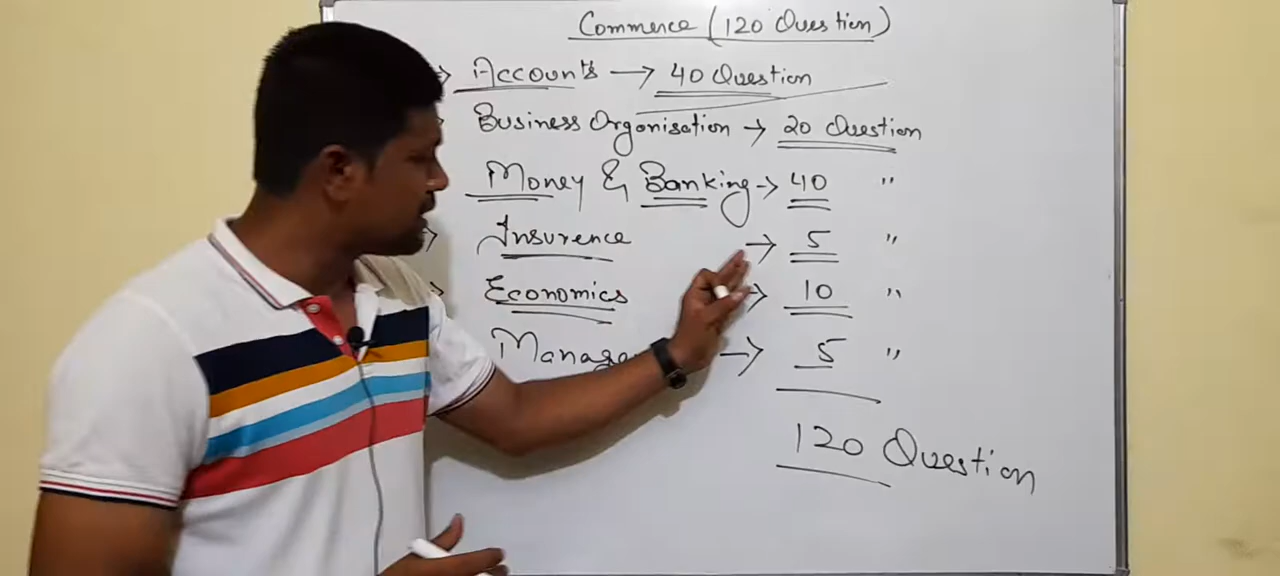 Commerce (120 Question)
→ Accounts → 40 Question
Business Organisation → 20 Question
Money & Banking → 40 "
→ Insurence → 5 "
→ Economics → 10 "
→ 5 "
120 Question